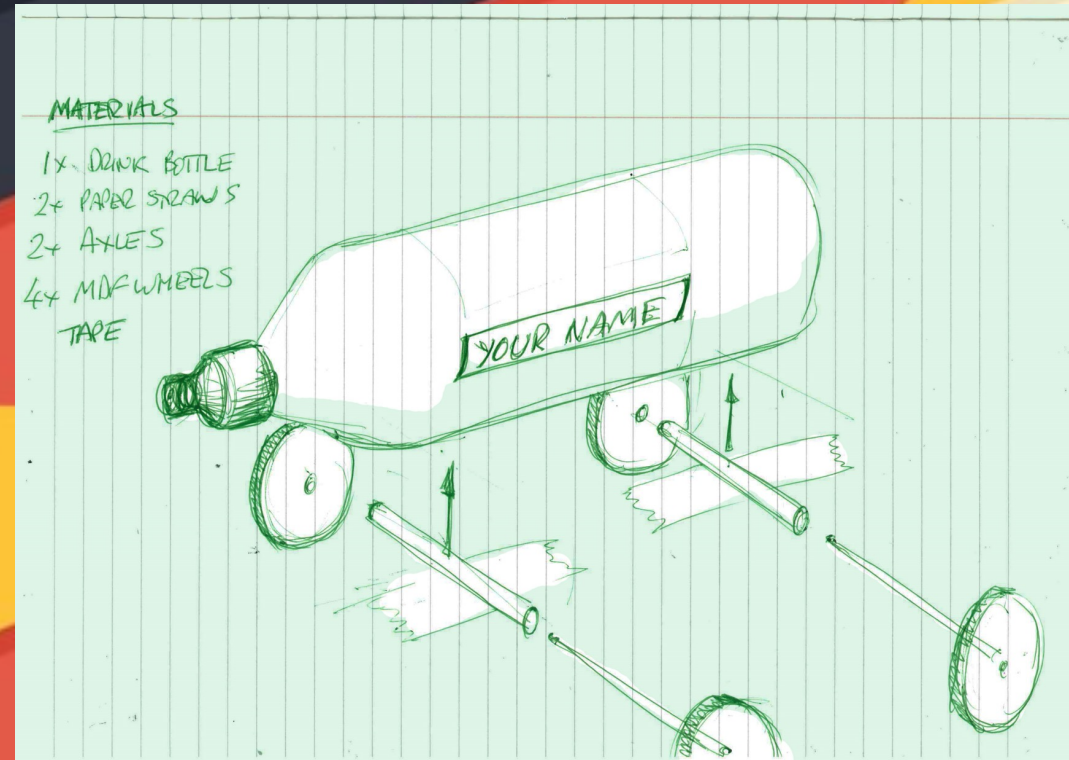 MATERIALS
1x DRINK BOTTLE
2x PAPER STRAWS
2x AXLES
4x MDF WHEELS
TAPE
YOUR NAME